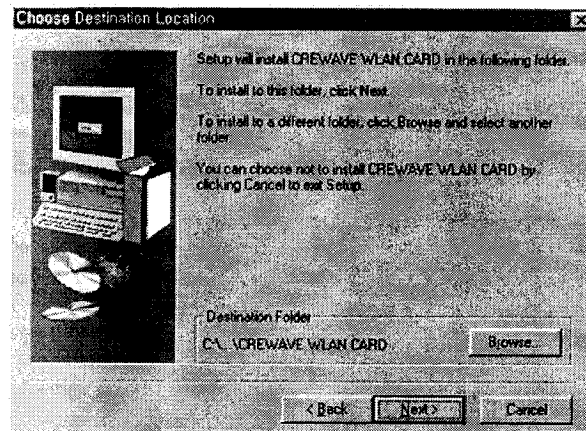 Choose Destination Location
Setup will install CREWAVE WLAN CARD in the following folder.
To install to this folder, click Next.
To install to a different folder, click Browse and select another
folder.
You can choose not to install CREWAVE WLAN CARD by
clicking Cancel to exit Setup.
Destination Folder
C:\...\CREWAVE WLAN CARD
Browse...
< Back
Next >
Cancel